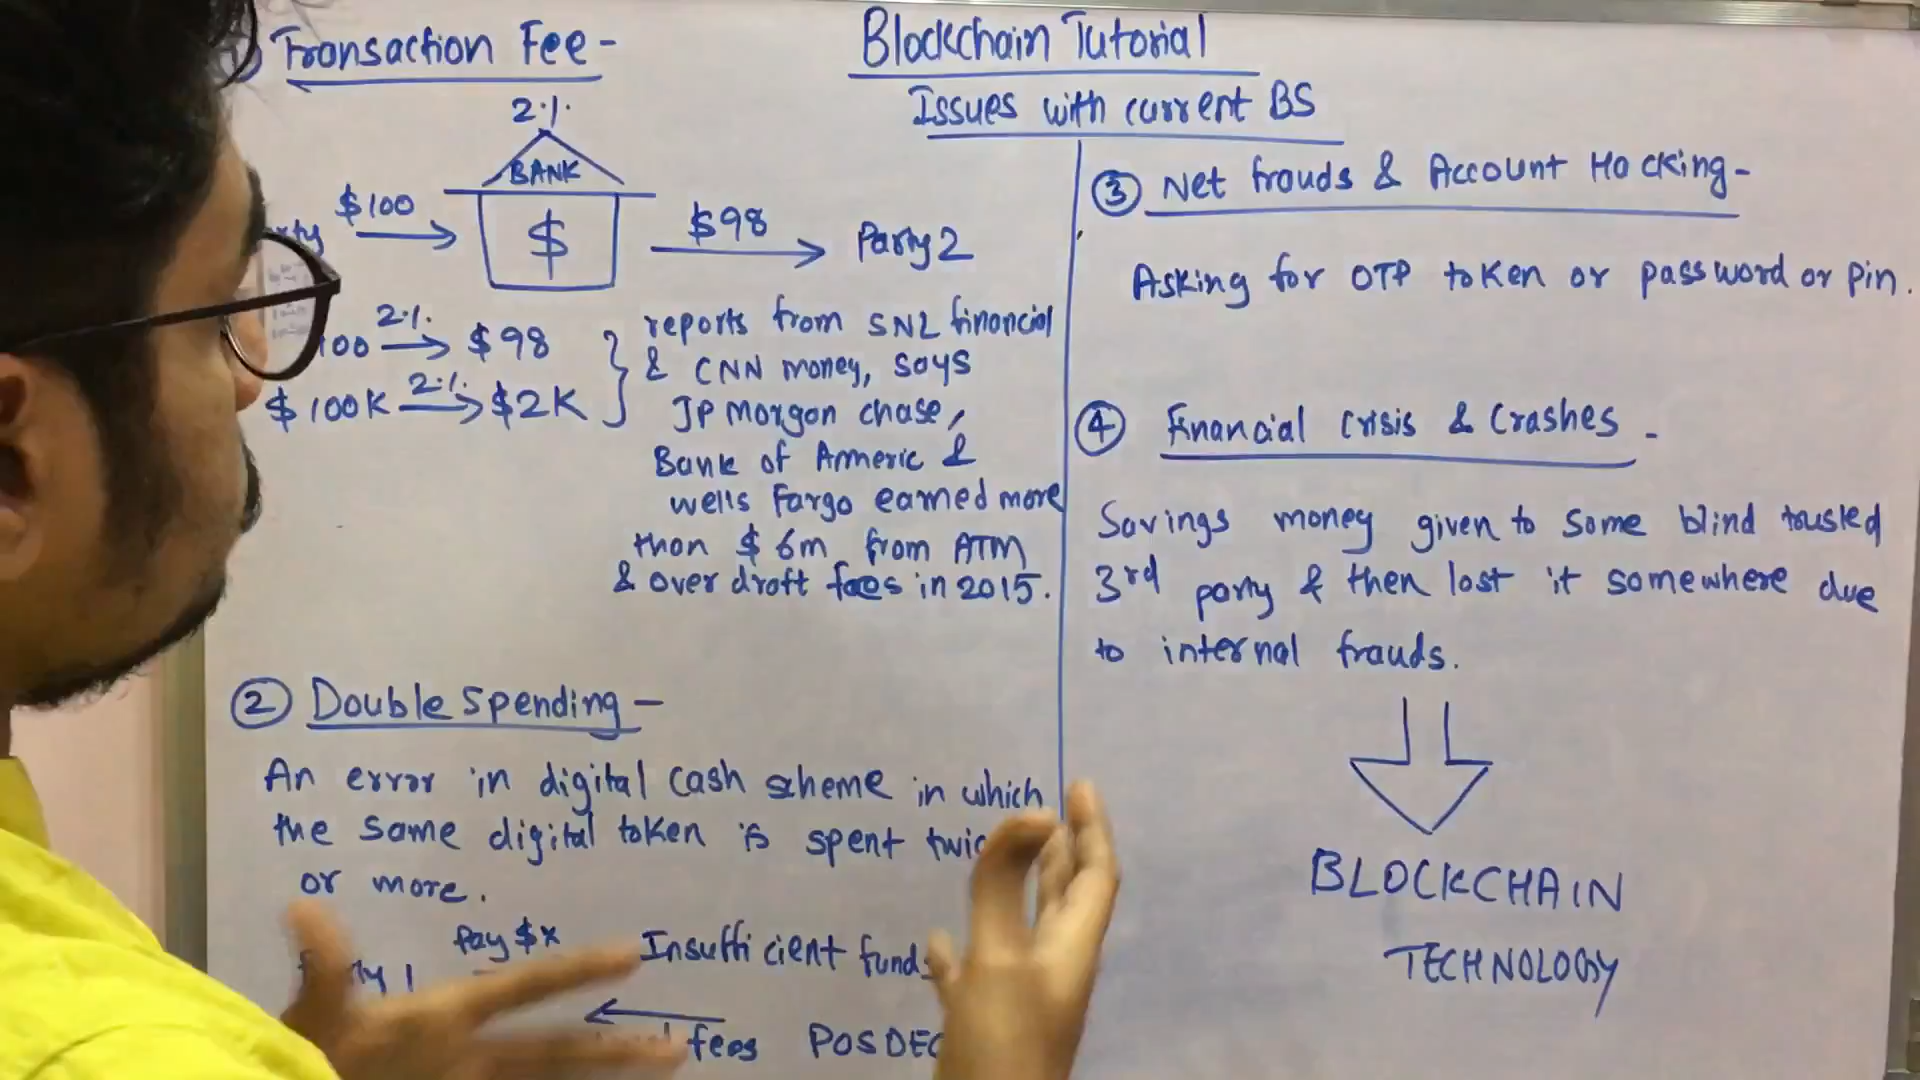 Blockchain Tutorial
Issues with current BS
Transaction Fee -
2%
BANK
$100
$
$98
Party 2
100 2% $98
$100K 2% $2K
reports from SNL financial
& CNN money, says
JP morgan chase,
Bank of Americ &
wells Fargo earned more
than $6m from ATM
& over draft fees in 2015.
② Double spending -
An error in digital cash scheme in which
the same digital token is spent
or more.
Pay $x
Insufficient
1
fees
③ Net frauds & Account Hacking -
Asking for OTP token or password or pin.
④ Financial crisis & Crashes -
Savings money given to some blind trusted
3rd party & then lost it somewhere due
to internal frauds.
BLOCKCHAIN
TECHNOLOGY